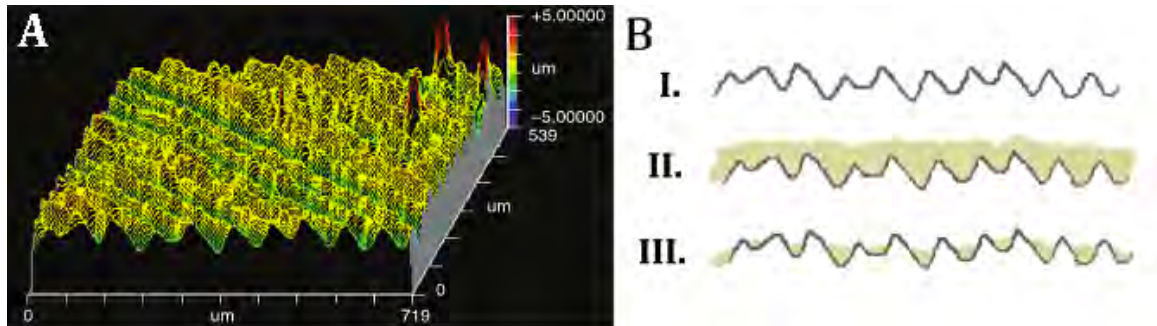 A
+5.00000
um
−5.00000
539
um
0
0
um
719
B
I.
II.
III.